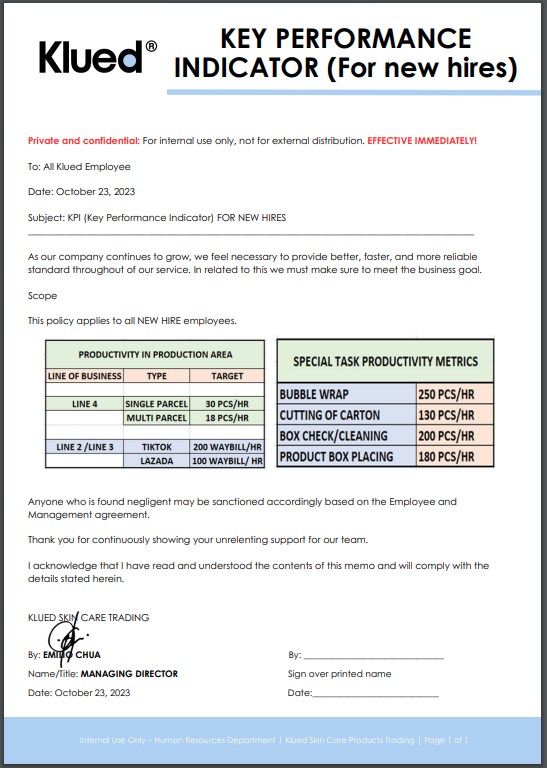 Klued®
KEY PERFORMANCE
INDICATOR (For new hires)
Private and confidential: For internal use only, not for external distribution. EFFECTIVE IMMEDIATELY!
To: All Klued Employee
Date: October 23, 2023
Subject: KPI (Key Performance Indicator) FOR NEW HIRES
As our company continues to grow, we feel necessary to provide better, faster, and more reliable
standard throughout of our service. In related to this we must make sure to meet the business goal.
Scope
This policy applies to all NEW HIRE employees.
PRODUCTIVITY IN PRODUCTION AREA
LINE OF BUSINESS TYPE TARGET
LINE 4 SINGLE PARCEL 30 PCS/HR
MULTI PARCEL 18 PCS/HR
LINE 2 /LINE 3 TIKTOK 200 WAYBILL/HR
LAZADA 100 WAYBILL/ HR
SPECIAL TASK PRODUCTIVITY METRICS
BUBBLE WRAP 250 PCS/HR
CUTTING OF CARTON 130 PCS/HR
BOX CHECK/CLEANING 200 PCS/HR
PRODUCT BOX PLACING 180 PCS/HR
Anyone who is found negligent may be sanctioned accordingly based on the Employee and
Management agreement.
Thank you for continuously showing your unrelenting support for our team.
I acknowledge that I have read and understood the contents of this memo and will comply with the
details stated herein.
KLUED SKIN CARE TRADING
By: EMILIO CHUA
Name/Title: MANAGING DIRECTOR
Date: October 23, 2023
By: ____________________________
Sign over printed name
Date:_________________________
Internal Use Only – Human Resources Department | Klued Skin Care Products Trading | Page 1 of 1